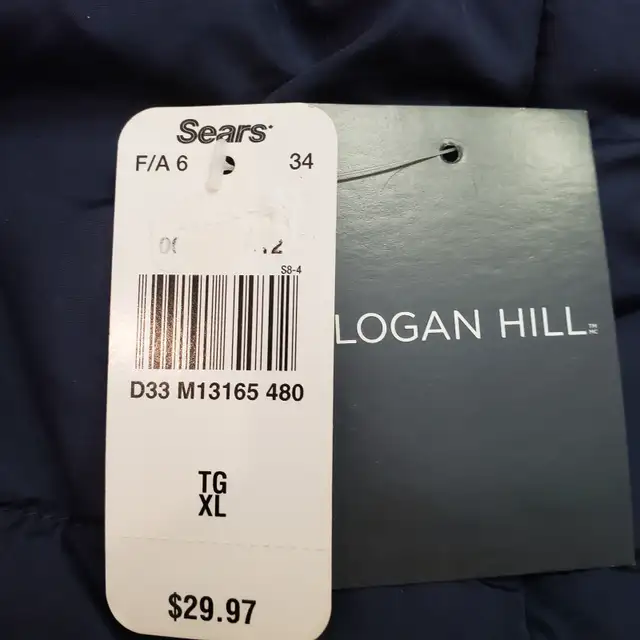 Sears
F/A 6 34
S8-4
D33 M13165 480
TG
XL
$29.97
LOGAN HILL